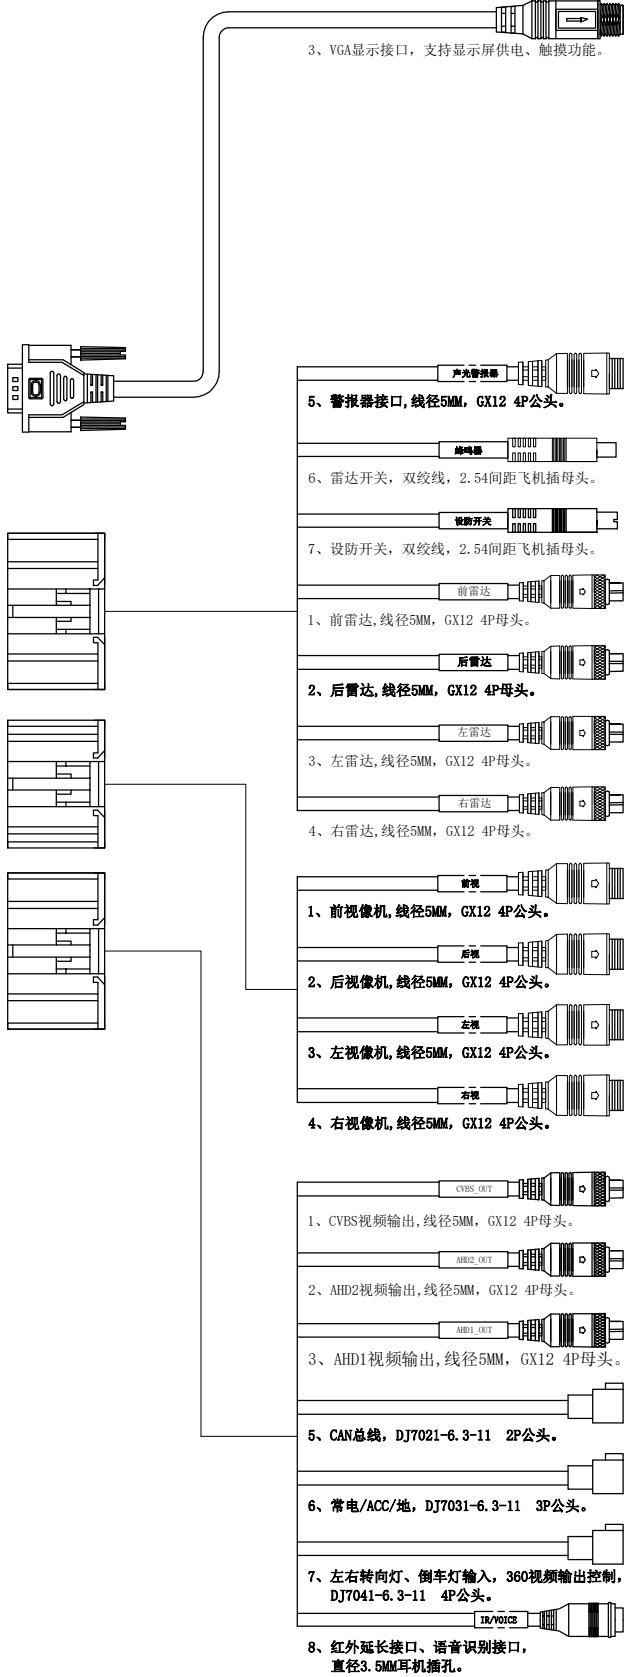 3、VGA显示接口，支持显示屏供电、触摸功能。
声光警报器
5、警报器接口,线径5MM，GX12 4P公头。
蜂鸣器
6、雷达开关，双绞线，2.54间距飞机插母头。
设防开关
7、设防开关，双绞线，2.54间距飞机插母头。
前雷达
1、前雷达,线径5MM，GX12 4P母头。
后雷达
2、后雷达,线径5MM，GX12 4P母头。
左雷达
3、左雷达,线径5MM，GX12 4P母头。
右雷达
4、右雷达,线径5MM，GX12 4P母头。
前视
1、前视像机,线径5MM，GX12 4P公头。
后视
2、后视像机,线径5MM，GX12 4P公头。
左视
3、左视像机,线径5MM，GX12 4P公头。
右视
4、右视像机,线径5MM，GX12 4P公头。
CVBS_OUT
1、CVBS视频输出,线径5MM，GX12 4P母头。
AHD2_OUT
2、AHD2视频输出,线径5MM，GX12 4P母头。
AHD1_OUT
3、AHD1视频输出,线径5MM，GX12 4P母头。
5、CAN总线，DJ7021-6.3-11 2P公头。
6、常电/ACC/地，DJ7031-6.3-11 3P公头。
7、左右转向灯、倒车灯输入，360视频输出控制，
DJ7041-6.3-11 4P公头。
IR/VOICE
8、红外延长接口、语音识别接口，
直径3.5MM耳机插孔。